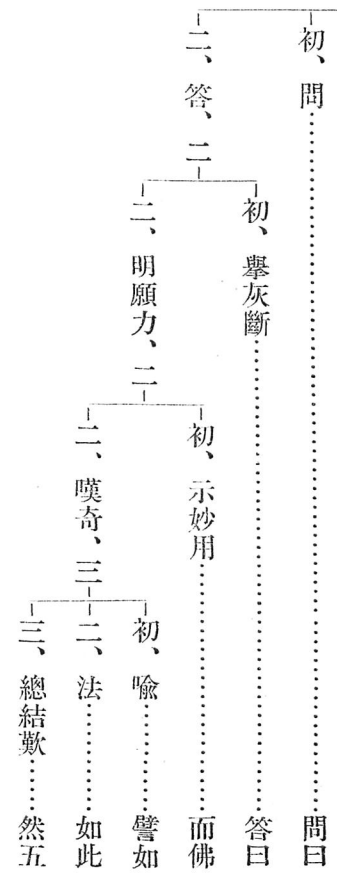 初、問……問曰
二、答、二
初、擧灰斷……答曰
二、明願力、二
初、示妙用……而佛
二、嘆奇、三
初、喩……譬如
二、法……如此
三、總結歎……然五